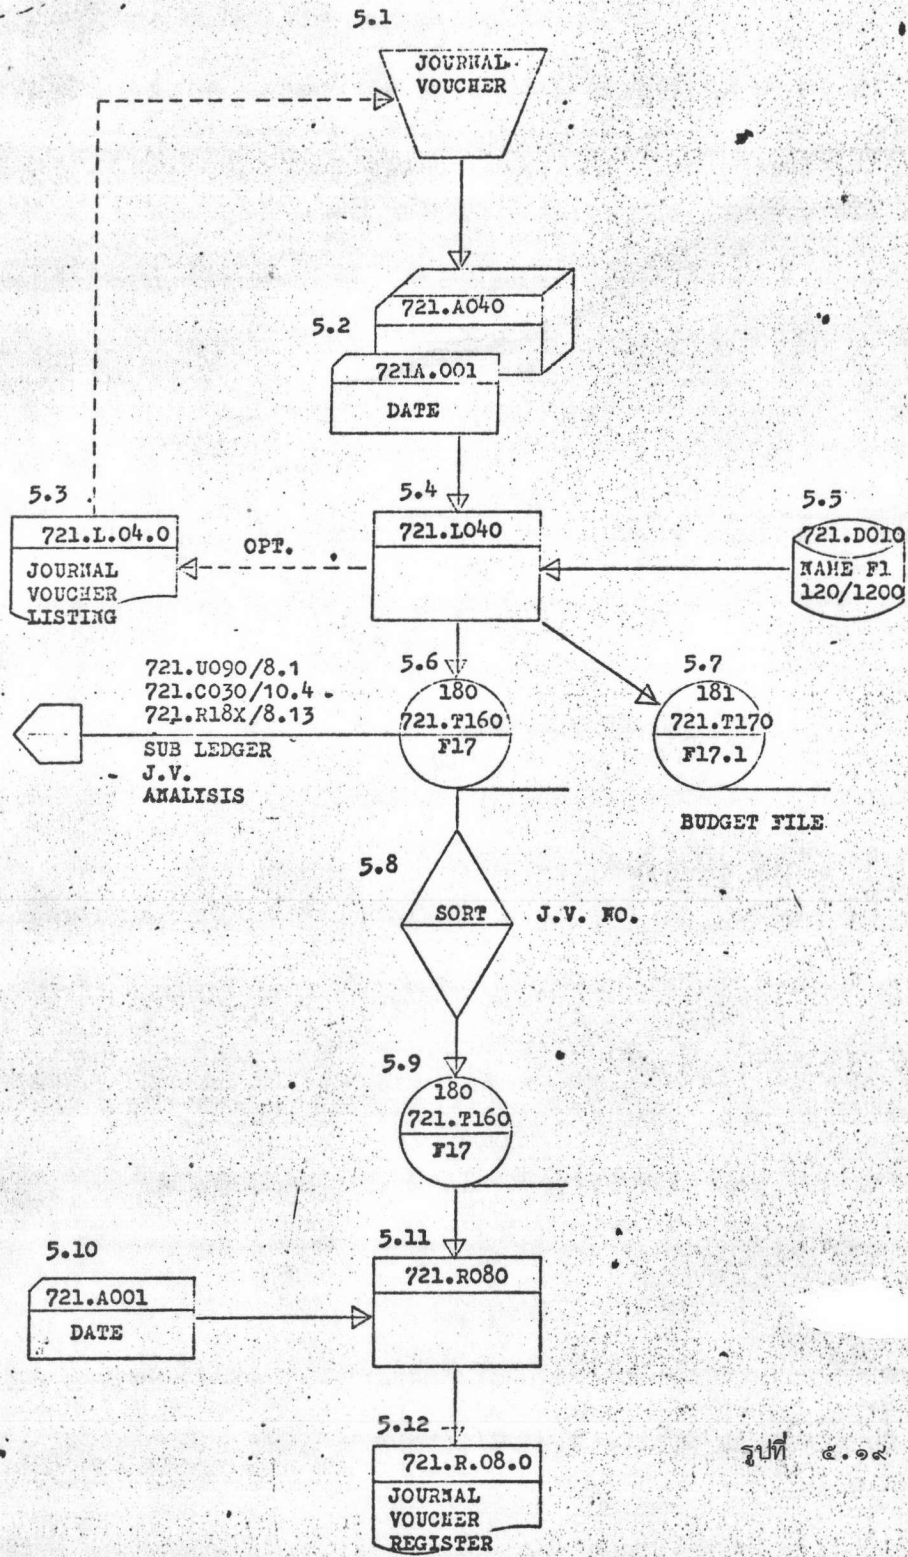 5.1
JOURNAL
VOUCHER
5.2
721.A040
721A.001
DATE
5.3
721.L.04.0
JOURNAL
VOUCHER
LISTING
OPT.
5.4
721.L040
5.5
721.D010
NAME F1
120/1200
721.U090/8.1
721.C030/10.4
721.R18X/8.13
SUB LEDGER
J.V.
ANALISIS
5.6
180
721.T160
F17
5.7
181
721.T170
F17.1
BUDGET FILE
5.8
SORT
J.V. NO.
5.9
180
721.T160
F17
5.10
721.A001
DATE
5.11
721.R080
5.12
721.R.08.0
JOURNAL
VOUCHER
REGISTER
รูปที่ ๕.๑๙